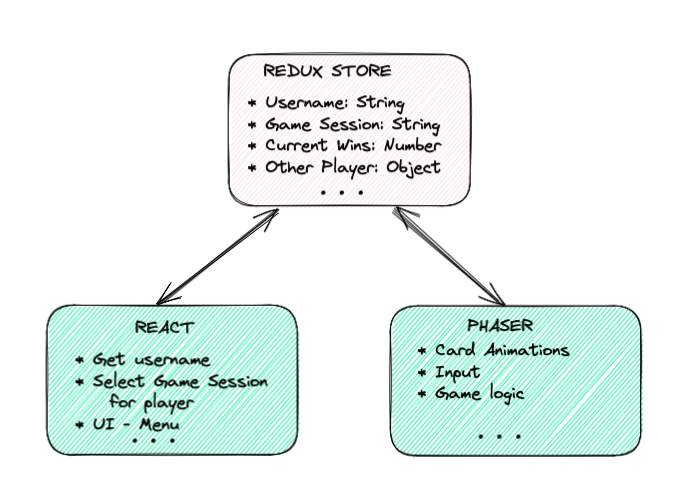 REDUX STORE
* Username: String
* Game Session: String
* Current Wins: Number
* Other Player: Object
. . .
REACT
* Get username
* Select Game Session
for player
* UI - Menu
. . .
PHASER
* Card Animations
* Input
* Game logic
. . .